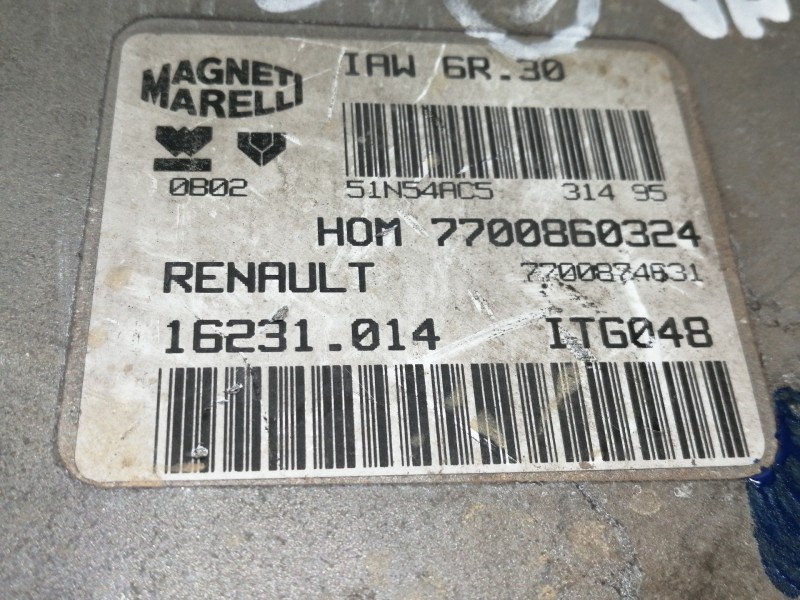 MAGNETI
MARELLI
IAW 6R.30
0B02
51N54AC5 314 95
HOM 7700860324
RENAULT 7700874631
16231.014 ITG048